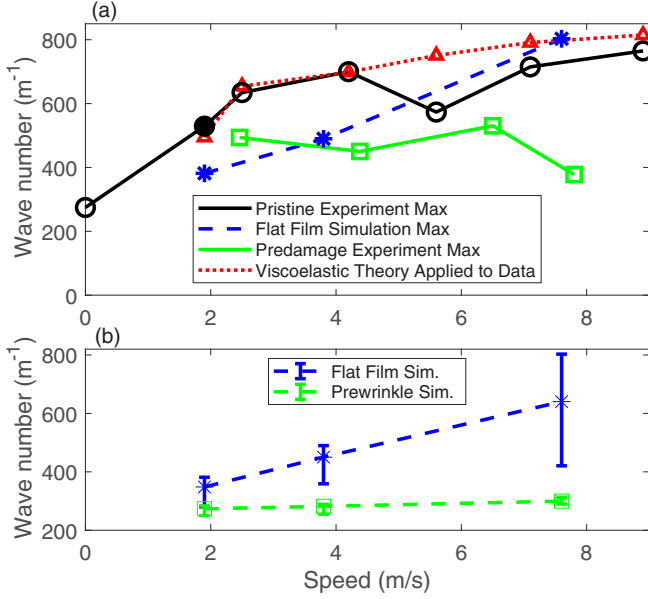 (a)
800
600
400
200
0
Wave number (m⁻¹)
Pristine Experiment Max
Flat Film Simulation Max
Predamage Experiment Max
Viscoelastic Theory Applied to Data
2
4
6
8
(b)
800
600
400
200
Wave number (m⁻¹)
Flat Film Sim.
Prewrinkle Sim.
0
2
4
6
8
Speed (m/s)